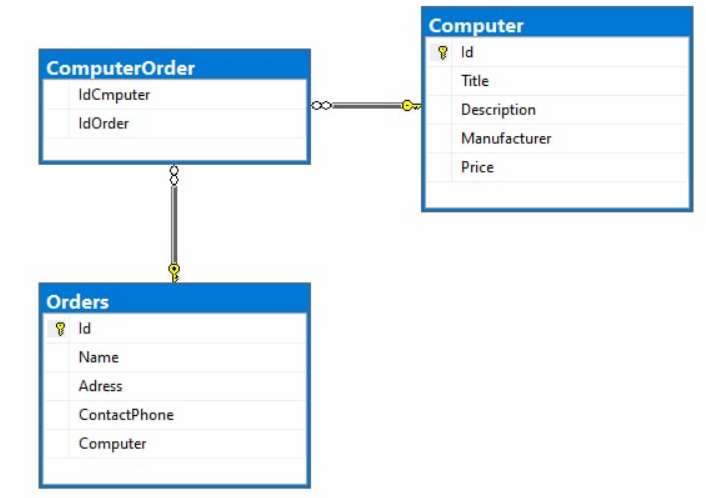 ComputerOrder
IdCmputer
IdOrder
Computer
Id
Title
Description
Manufacturer
Price
Orders
Id
Name
Adress
ContactPhone
Computer